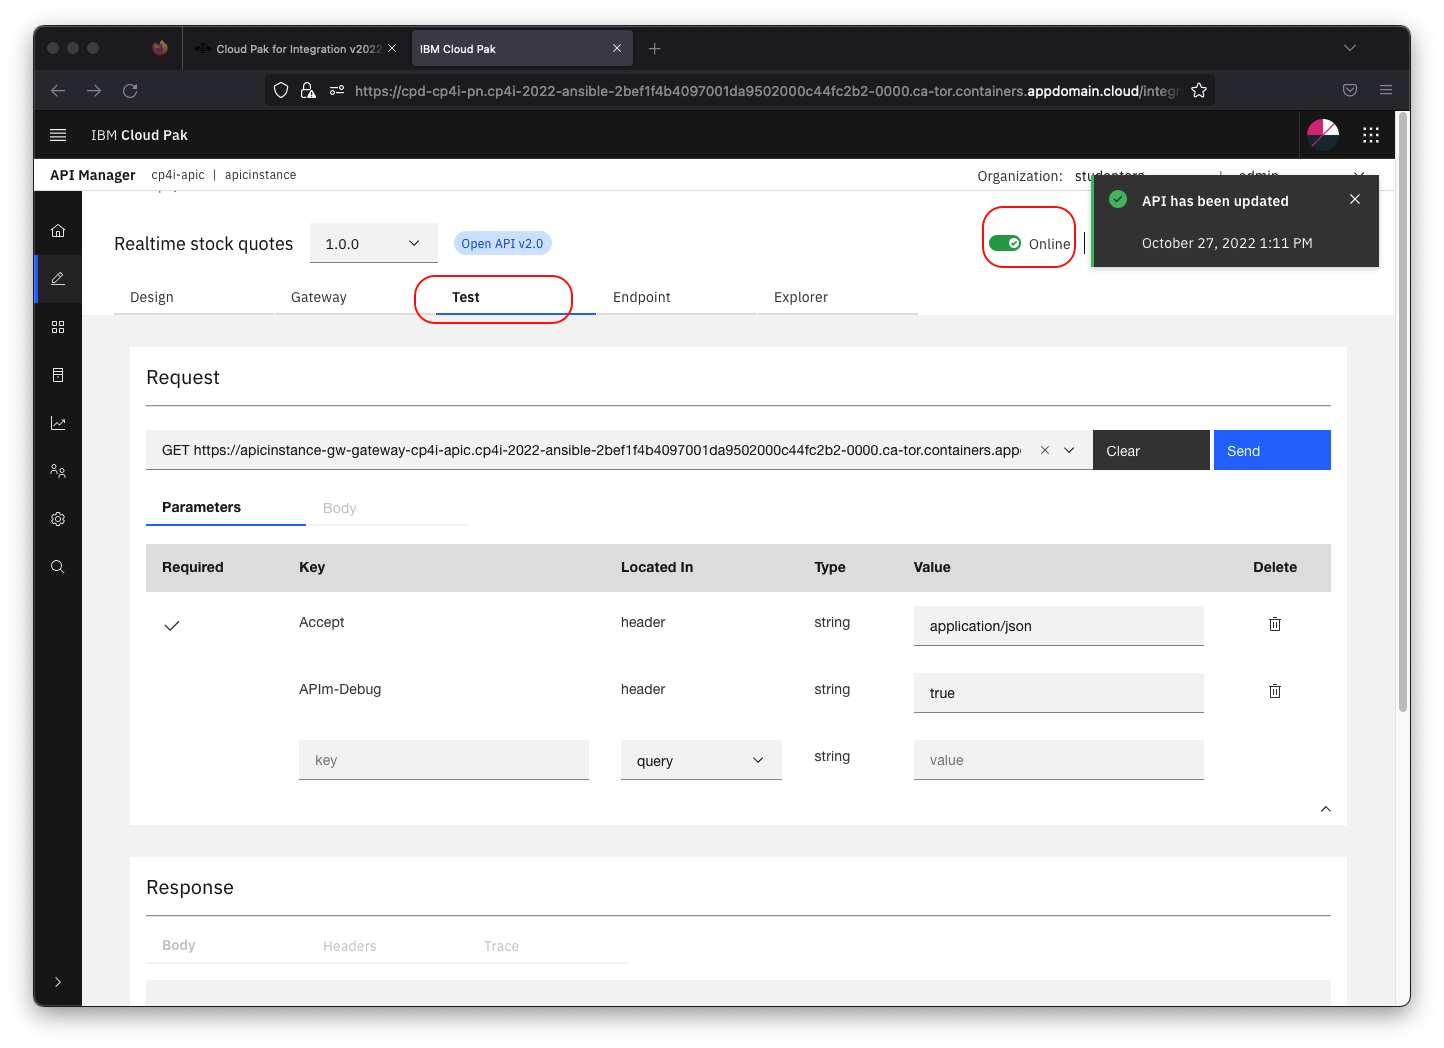 Cloud Pak for Integration v2022
IBM Cloud Pak
https://cpd-cp4i-pn.cp4i-2022-ansible-2bef1f4b4097001da9502000c44fc2b2-0000.ca-tor.containers.appdomain.cloud/integr
IBM Cloud Pak
API Manager cp4i-apic | apicinstance
Organization: studentorg | admin
API has been updated
October 27, 2022 1:11 PM
Realtime stock quotes 1.0.0 Open API v2.0 Online
Design Gateway Test Endpoint Explorer
Request
GET https://apicinstance-gw-gateway-cp4i-apic.cp4i-2022-ansible-2bef1f4b4097001da9502000c44fc2b2-0000.ca-tor.containers.appo
Clear Send
Parameters Body
Required Key Located In Type Value Delete
Accept header string application/json
APIm-Debug header string true
key query string value
Response
Body Headers Trace